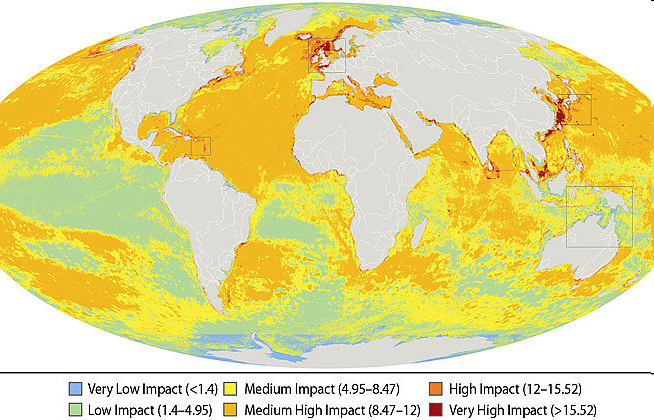 Very Low Impact (<1.4) Medium Impact (4.95–8.47) High Impact (12–15.52)
Low Impact (1.4–4.95) Medium High Impact (8.47–12) Very High Impact (>15.52)